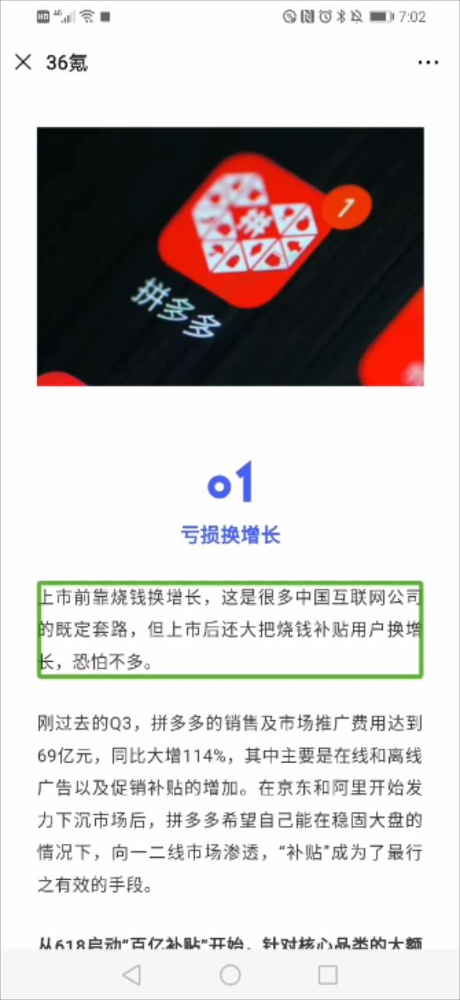 HD 4G 7:02
36氪
1
拼
拼多多
01
亏损换增长
上市前靠烧钱换增长，这是很多中国互联网公司
的既定套路，但上市后还大把烧钱补贴用户换增
长，恐怕不多。
刚过去的Q3，拼多多的销售及市场推广费用达到
69亿元，同比大增114%，其中主要是在线和离线
广告以及促销补贴的增加。在京东和阿里开始发
力下沉市场后，拼多多希望自己能在稳固大盘的
情况下，向一二线市场渗透，“补贴”成为了最行
之有效的手段。
从618启动“百亿补贴”开始，针对核心品类的大额